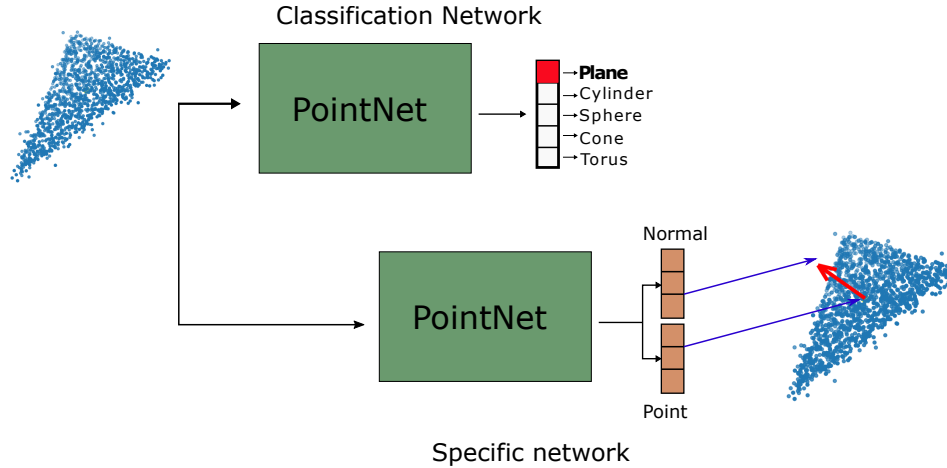 Classification Network
PointNet
Plane
Cylinder
Sphere
Cone
Torus
Normal
PointNet
Point
Specific network